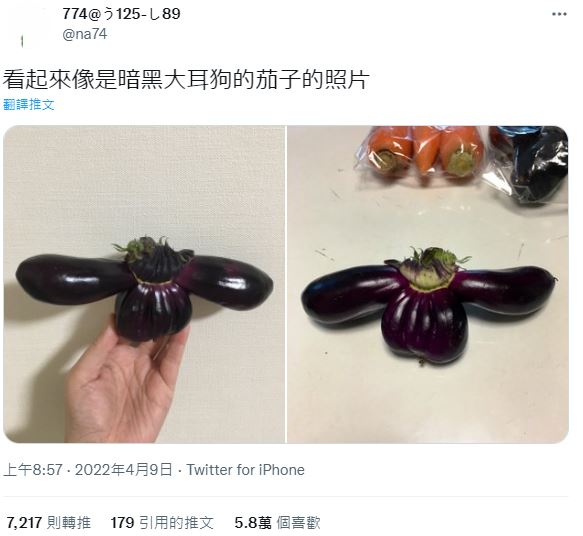 774@う125-し89
@na74
看起來像是暗黑大耳狗的茄子的照片
翻譯推文
上午8:57 · 2022年4月9日 · Twitter for iPhone
7,217 則轉推 179 引用的推文 5.8萬 個喜歡